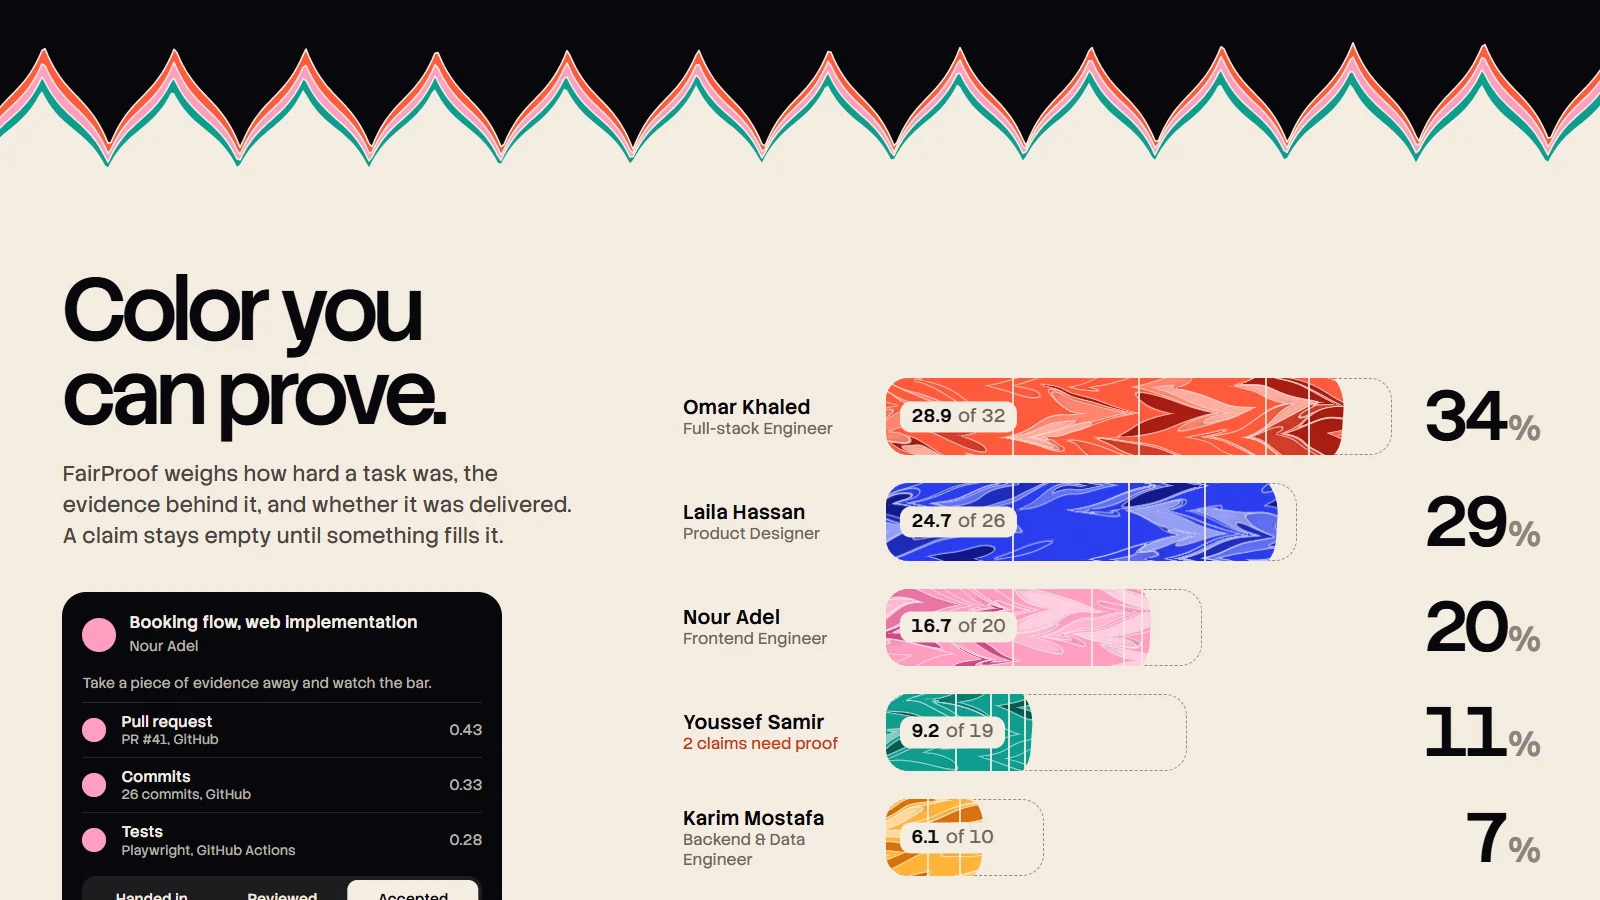 Color you
can prove.
FairProof weighs how hard a task was, the
evidence behind it, and whether it was delivered.
A claim stays empty until something fills it.
Booking flow, web implementation
Nour Adel
Take a piece of evidence away and watch the bar.
Pull request
PR #41, GitHub
0.43
Commits
26 commits, GitHub
0.33
Tests
Playwright, GitHub Actions
0.28
Handed in
Reviewed
Accepted
Omar Khaled
Full-stack Engineer
28.9 of 32
34%
Laila Hassan
Product Designer
24.7 of 26
29%
Nour Adel
Frontend Engineer
16.7 of 20
20%
Youssef Samir
2 claims need proof
9.2 of 19
11%
Karim Mostafa
Backend & Data
Engineer
6.1 of 10
7%